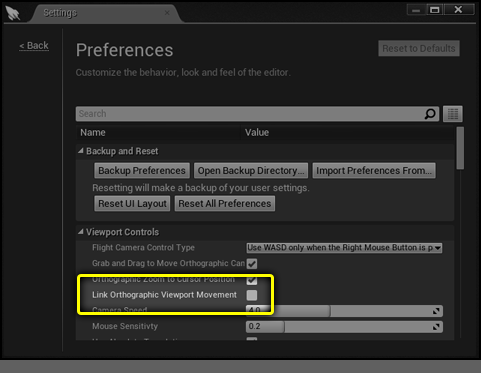 Settings
< Back
Preferences
Reset to Defaults
Customize the behavior, look and feel of the editor.
Search
Name Value
Backup and Reset
Backup Preferences Open Backup Directory... Import Preferences From...
Resetting will make a backup of your user settings.
Reset UI Layout Reset All Preferences
Viewport Controls
Flight Camera Control Type Use WASD only when the Right Mouse Button is p
Grab and Drag to Move Orthographic Can
Orthographic Zoom to Cursor Position
Link Orthographic Viewport Movement
Camera Speed 4.0
Mouse Sensitivty 0.2